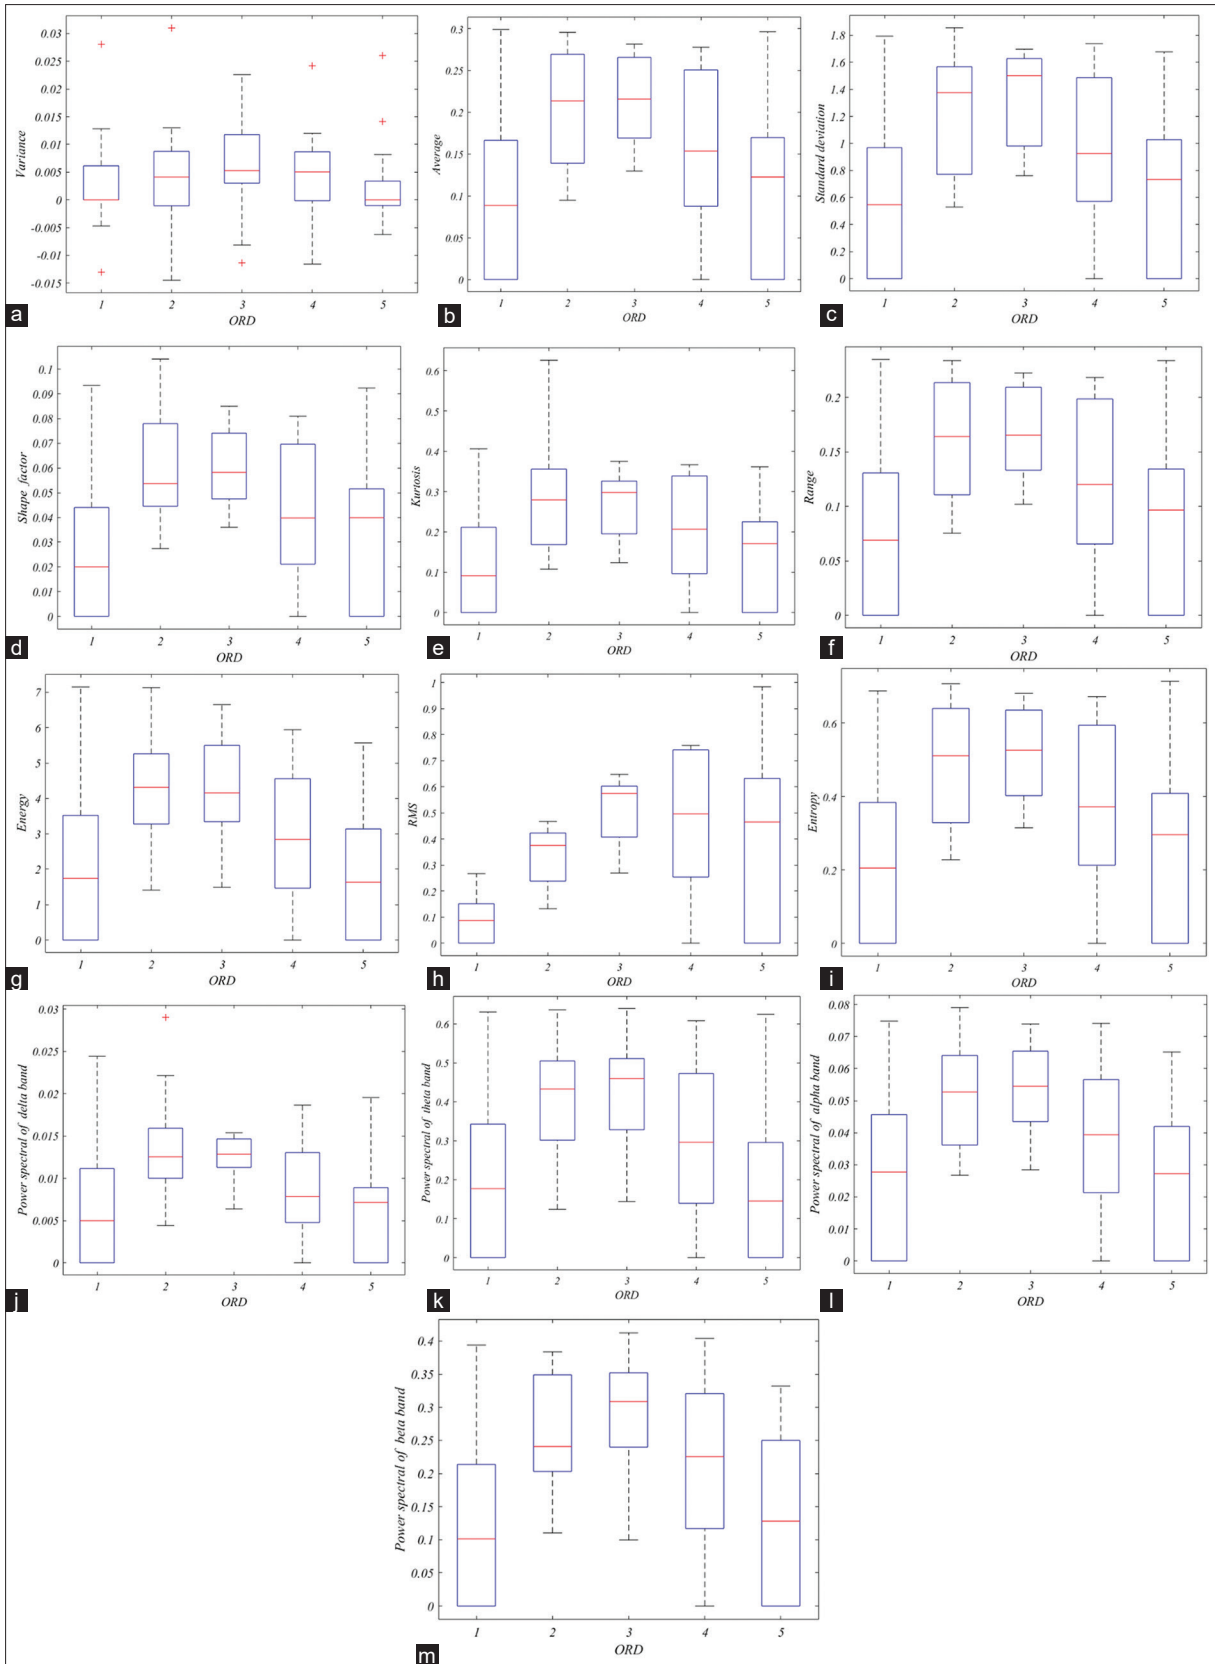 0.03
0.025
0.02
0.015
0.01
0.005
0
-0.005
-0.01
-0.015
Variance
1 2 3 4 5
ORD
a
0.3
0.25
0.2
0.15
0.1
0.05
0
Average
1 2 3 4 5
ORD
b
1.8
1.6
1.4
1.2
1.0
0.8
0.6
0.4
0.2
0
Standard deviation
1 2 3 4 5
ORD
c
0.1
0.09
0.08
0.07
0.06
0.05
0.04
0.03
0.02
0.01
0
Shape factor
1 2 3 4 5
ORD
d
0.6
0.5
0.4
0.3
0.2
0.1
0
Kurtosis
1 2 3 4 5
ORD
e
0.2
0.15
0.1
0.05
0
Range
1 2 3 4 5
ORD
f
7
6
5
4
3
2
1
0
Energy
1 2 3 4 5
ORD
g
1
0.9
0.8
0.7
0.6
0.5
0.4
0.3
0.2
0.1
0
RMS
1 2 3 4 5
ORD
h
0.6
0.4
0.2
0
Entropy
1 2 3 4 5
ORD
i
0.03
0.025
0.02
0.015
0.01
0.005
0
Power spectral of delta band
1 2 3 4 5
ORD
j
0.6
0.5
0.4
0.3
0.2
0.1
0
Power spectral of theta band
1 2 3 4 5
ORD
k
0.08
0.07
0.06
0.05
0.04
0.03
0.02
0.01
0
Power spectral of alpha band
1 2 3 4 5
ORD
l
0.4
0.35
0.3
0.25
0.2
0.15
0.1
0.05
0
Power spectral of beta band
1 2 3 4 5
ORD
m